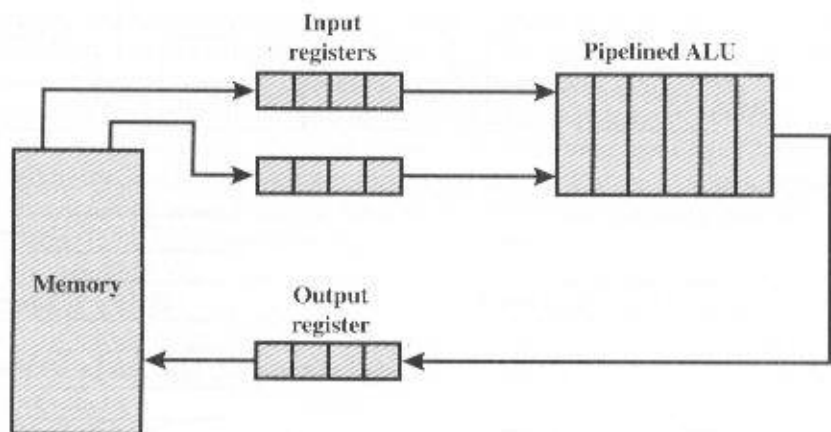 Input
registers
Pipelined ALU
Memory
Output
register